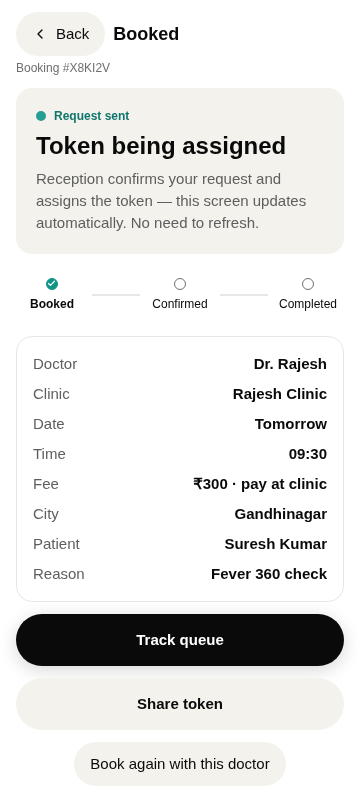 Back Booked
Booking #X8KI2V
Request sent
Token being assigned
Reception confirms your request and
assigns the token — this screen updates
automatically. No need to refresh.
Booked Confirmed Completed
Doctor Dr. Rajesh
Clinic Rajesh Clinic
Date Tomorrow
Time 09:30
Fee ₹300 · pay at clinic
City Gandhinagar
Patient Suresh Kumar
Reason Fever 360 check
Track queue
Share token
Book again with this doctor